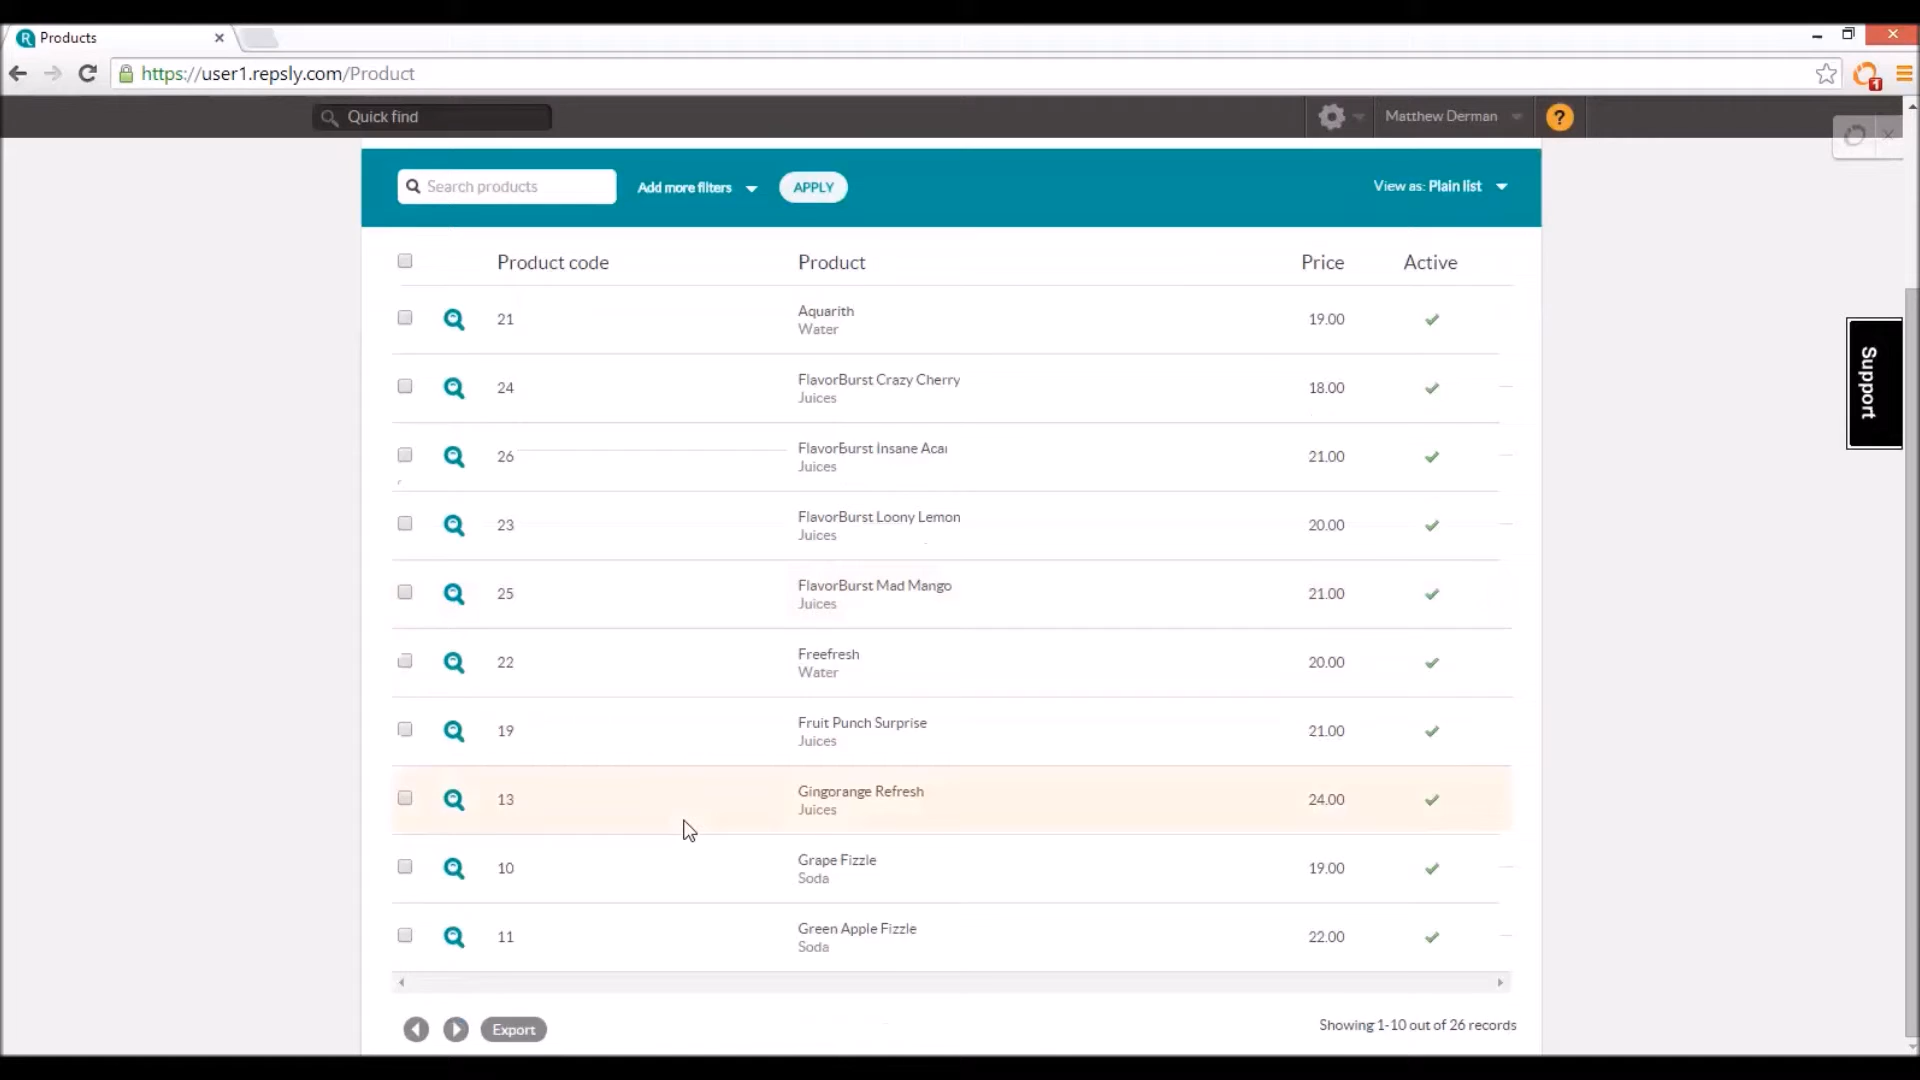 Products
https://user1.repsly.com/Product
Quick find
Matthew Derman
?
1
Search products
Add more filters
APPLY
View as: Plain list
Product code Product Price Active
21 Aquarith 19.00
Water
24 FlavorBurst Crazy Cherry 18.00
Juices
26 FlavorBurst Insane Acai 21.00
Juices
23 FlavorBurst Loony Lemon 20.00
Juices
25 FlavorBurst Mad Mango 21.00
Juices
22 Freefresh 20.00
Water
19 Fruit Punch Surprise 21.00
Juices
13 Gingorange Refresh 24.00
Juices
10 Grape Fizzle 19.00
Soda
11 Green Apple Fizzle 22.00
Soda
Export
Showing 1-10 out of 26 records
Support